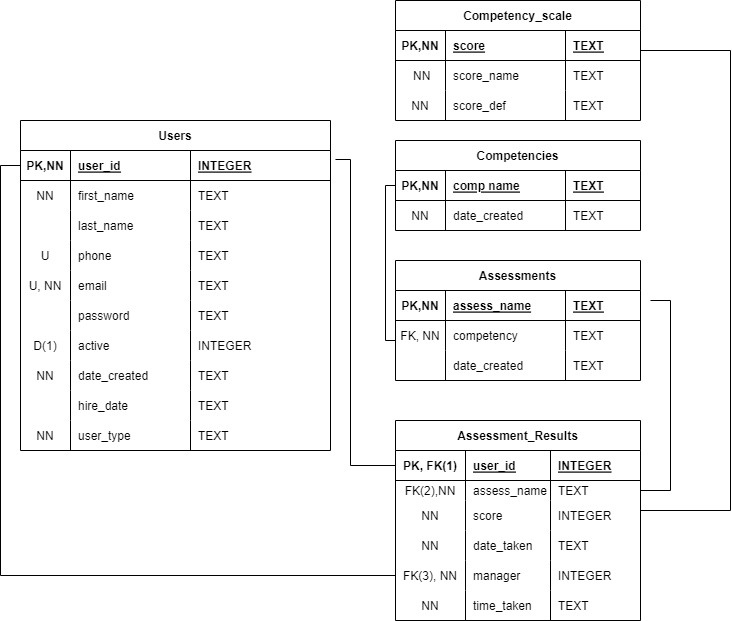 Competency_scale
PK,NN score TEXT
NN score_name TEXT
NN score_def TEXT
Users
PK,NN user_id INTEGER
NN first_name TEXT
last_name TEXT
U phone TEXT
U, NN email TEXT
password TEXT
D(1) active INTEGER
NN date_created TEXT
hire_date TEXT
NN user_type TEXT
Competencies
PK,NN comp name TEXT
NN date_created TEXT
Assessments
PK,NN assess_name TEXT
FK, NN competency TEXT
date_created TEXT
Assessment_Results
PK, FK(1) user_id INTEGER
FK(2),NN assess_name TEXT
NN score INTEGER
NN date_taken TEXT
FK(3), NN manager INTEGER
NN time_taken TEXT